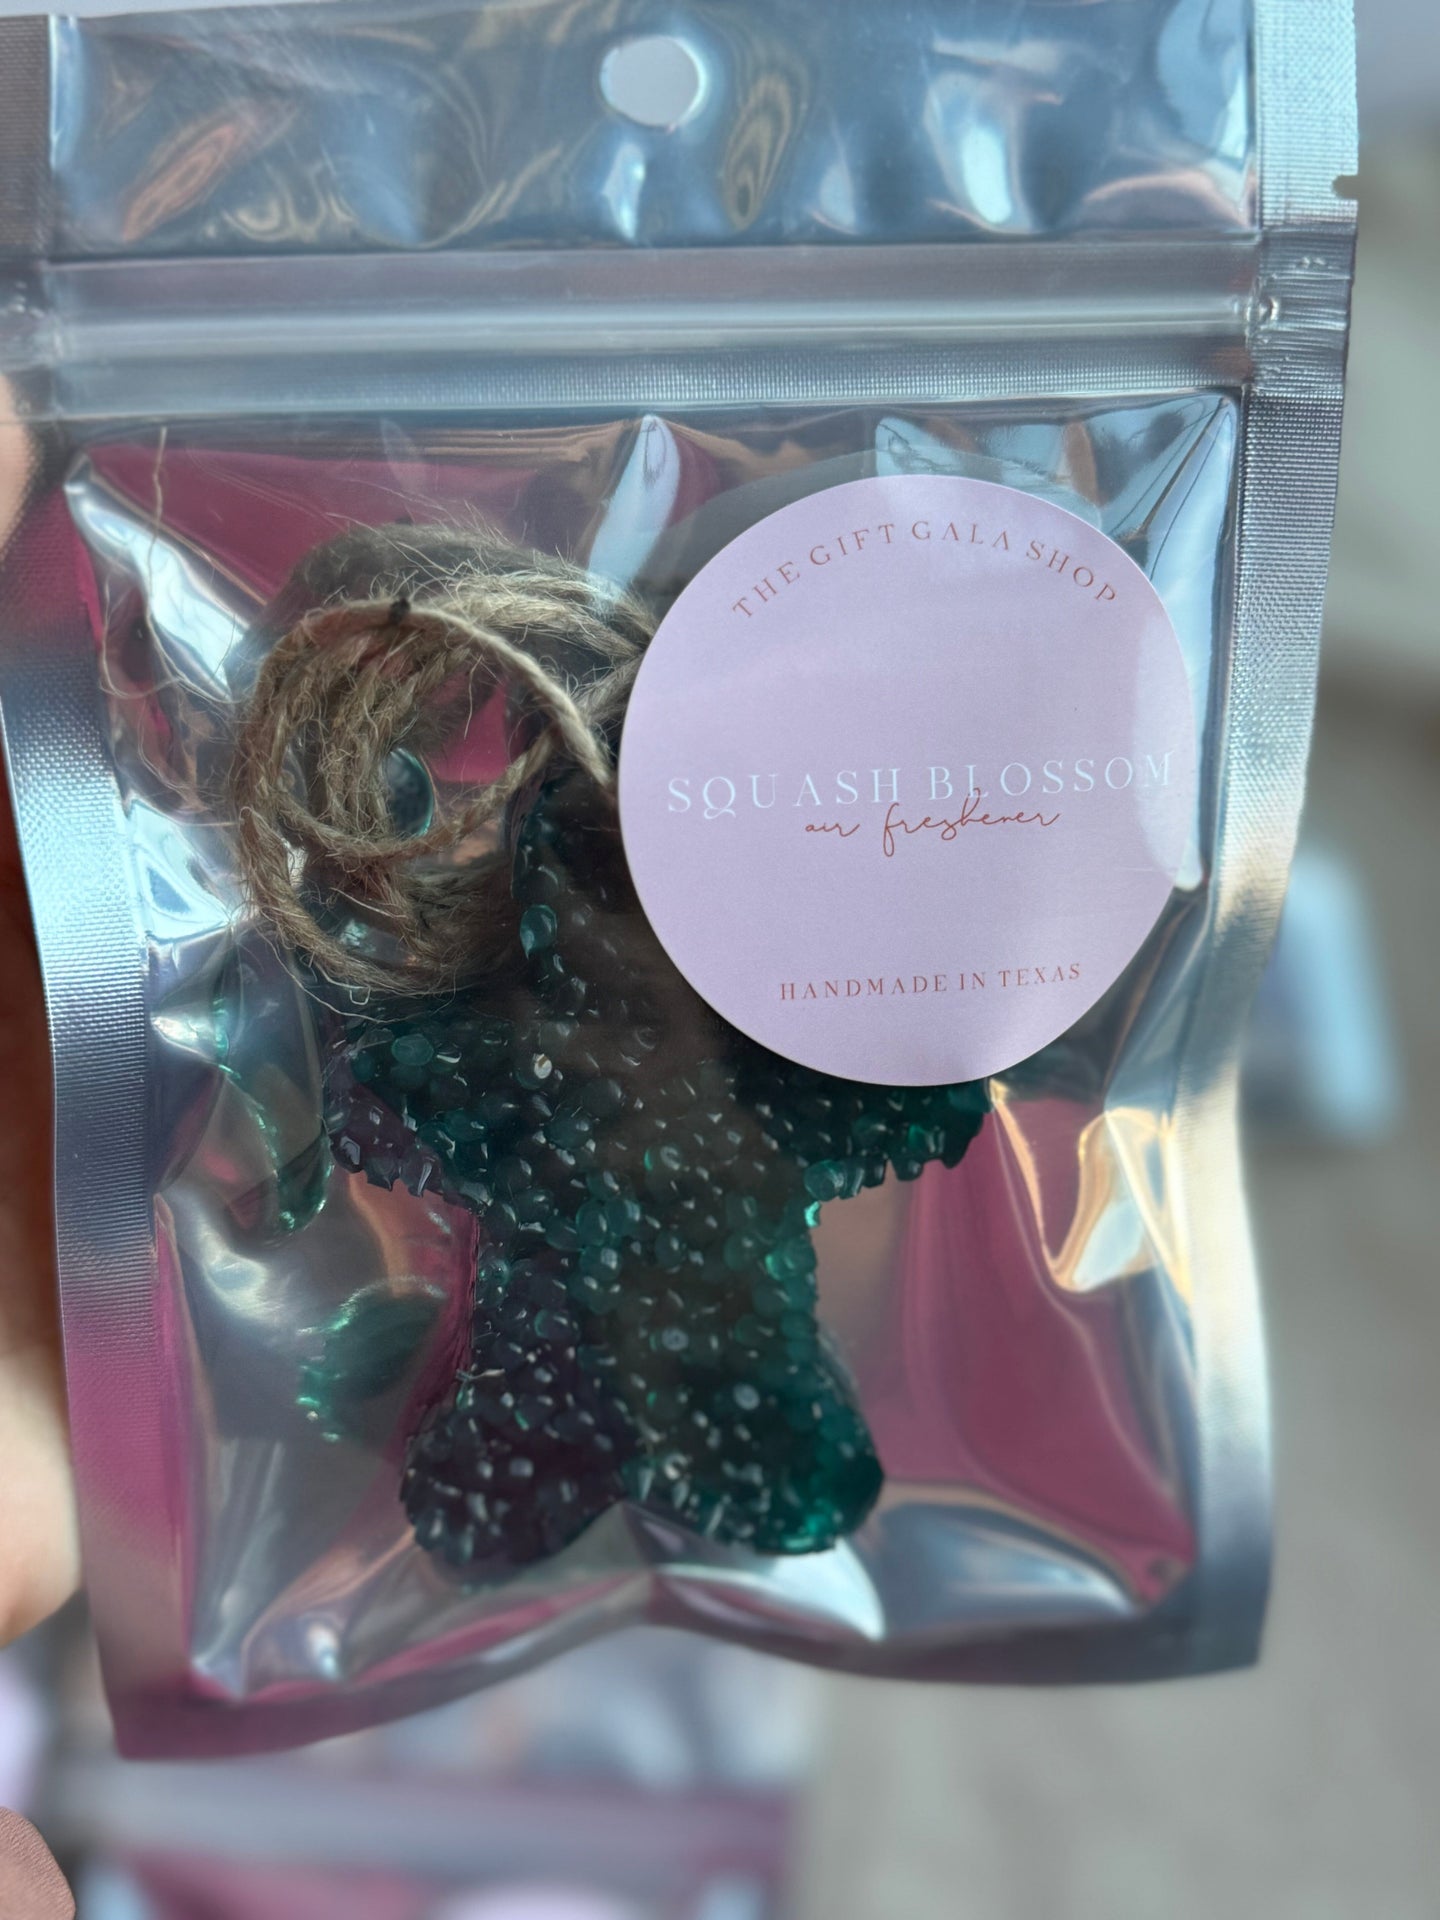 THE GIFT GALA SHOP
SQUASH BLOSSOM
air freshener
HANDMADE IN TEXAS